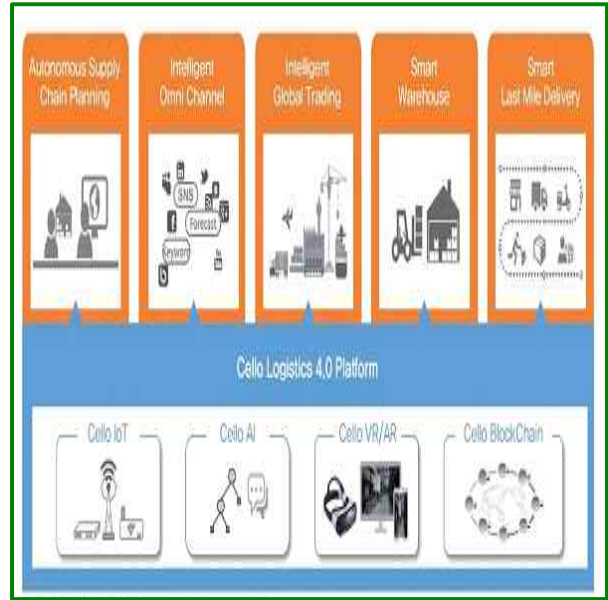 Autonomous Supply
Chain Planning
Intelligent
Omni Channel
Intelligent
Global Trading
Smart
Warehouse
Smart
Last Mile Delivery
SNS
Forecast
Keyword
Cello Logistics 4.0 Platform
Cello IoT
Cello AI
Cello VR/AR
Cello BlockChain